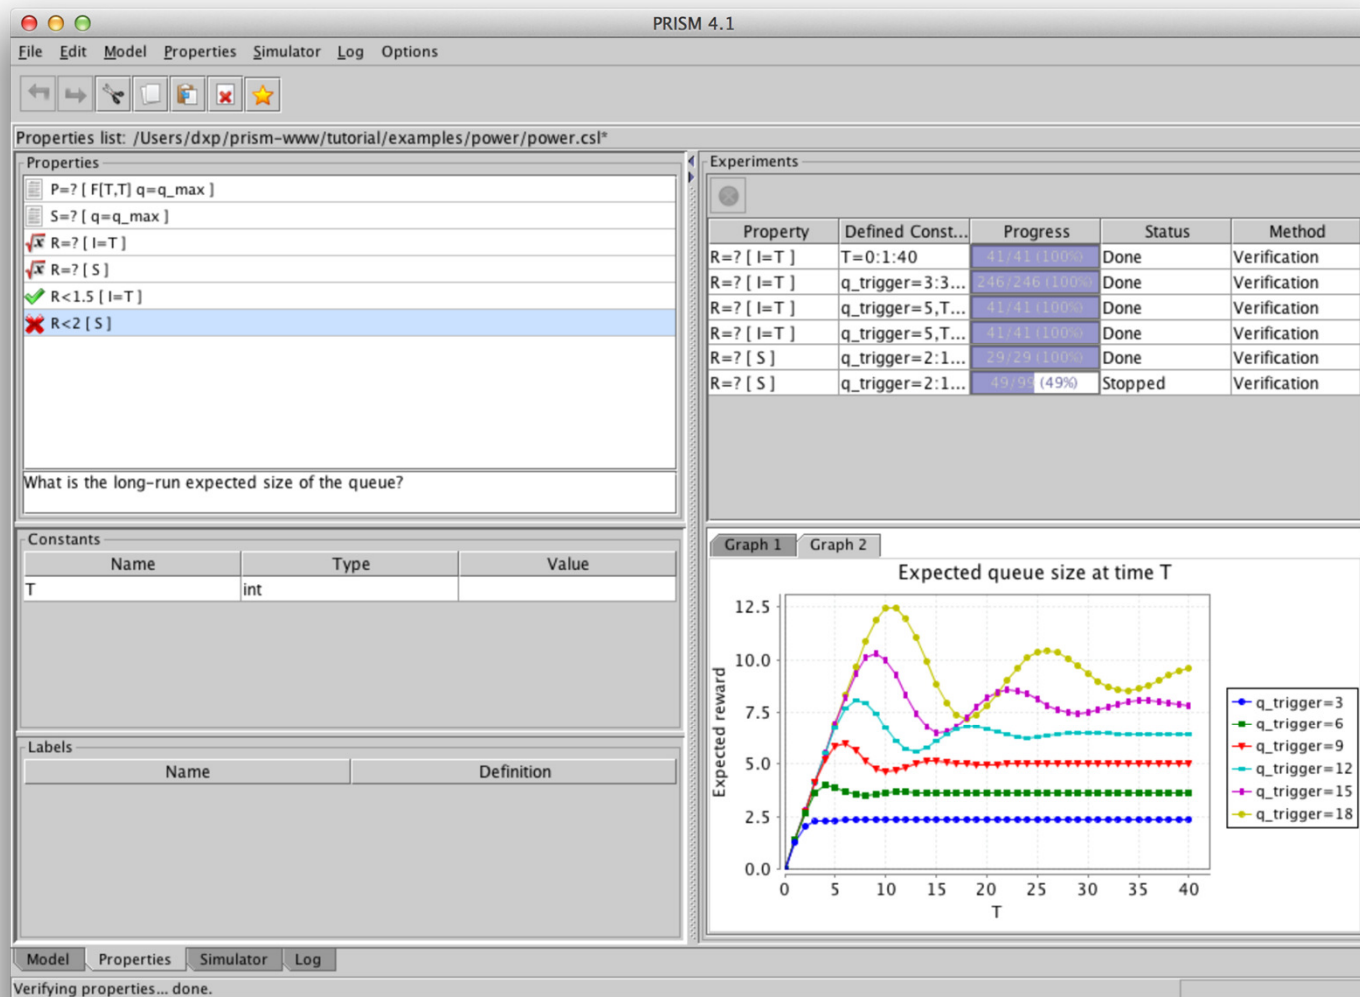 PRISM 4.1
File Edit Model Properties Simulator Log Options
Properties list: /Users/dxp/prism-www/tutorial/examples/power/power.csl*
Properties
P=? [ F[T,T] q=q_max ]
S=? [ q=q_max ]
R=? [ I=T ]
R=? [ S ]
R<1.5 [ I=T ]
R<2 [ S ]
What is the long-run expected size of the queue?
Constants
Name Type Value
T int
Labels
Name Definition
Experiments
Property Defined Const... Progress Status Method
R=? [ I=T ] T=0:1:40 41/41 (100%) Done Verification
R=? [ I=T ] q_trigger=3:3... 246/246 (100%) Done Verification
R=? [ I=T ] q_trigger=5,T... 41/41 (100%) Done Verification
R=? [ I=T ] q_trigger=5,T... 41/41 (100%) Done Verification
R=? [ S ] q_trigger=2:1... 29/29 (100%) Done Verification
R=? [ S ] q_trigger=2:1... 49/99 (49%) Stopped Verification
Graph 1 Graph 2
Expected queue size at time T
Expected reward
12.5
10.0
7.5
5.0
2.5
0.0
0 5 10 15 20 25 30 35 40
T
q_trigger=3
q_trigger=6
q_trigger=9
q_trigger=12
q_trigger=15
q_trigger=18
Model Properties Simulator Log
Verifying properties... done.